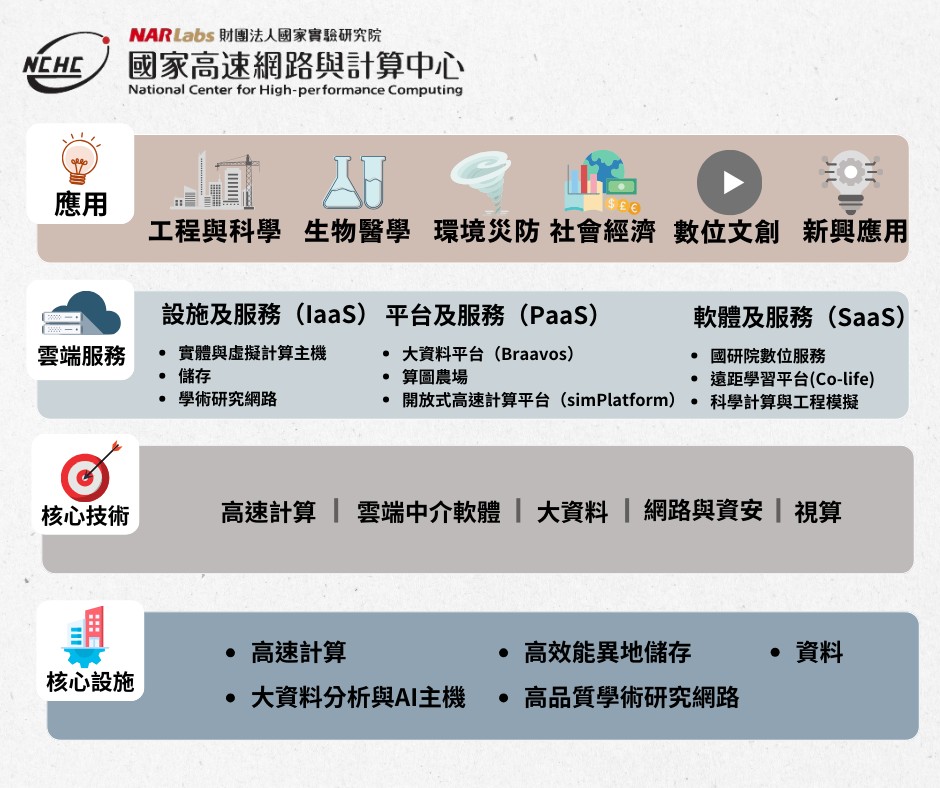 NCHC
NARLabs 財團法人國家實驗研究院
國家高速網路與計算中心
National Center for High-performance Computing
應用
工程與科學 生物醫學 環境災防 社會經濟 數位文創 新興應用
雲端服務
設施及服務（IaaS）
• 實體與虛擬計算主機
• 儲存
• 學術研究網路
平台及服務（PaaS）
• 大資料平台（Braavos）
• 算圖農場
• 開放式高速計算平台（simPlatform）
軟體及服務（SaaS）
• 國研院數位服務
• 遠距學習平台(Co-life)
• 科學計算與工程模擬
核心技術
高速計算 | 雲端中介軟體 | 大資料 | 網路與資安 | 視算
核心設施
• 高速計算
• 大資料分析與AI主機
• 高效能異地儲存
• 高品質學術研究網路
• 資料